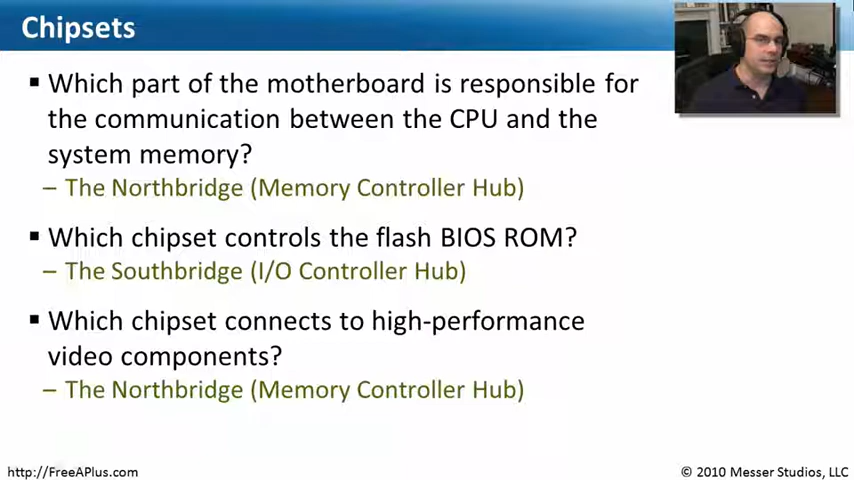 Chipsets
▪ Which part of the motherboard is responsible for
the communication between the CPU and the
system memory?
– The Northbridge (Memory Controller Hub)
▪ Which chipset controls the flash BIOS ROM?
– The Southbridge (I/O Controller Hub)
▪ Which chipset connects to high-performance
video components?
– The Northbridge (Memory Controller Hub)
http://FreeAPlus.com
© 2010 Messer Studios, LLC